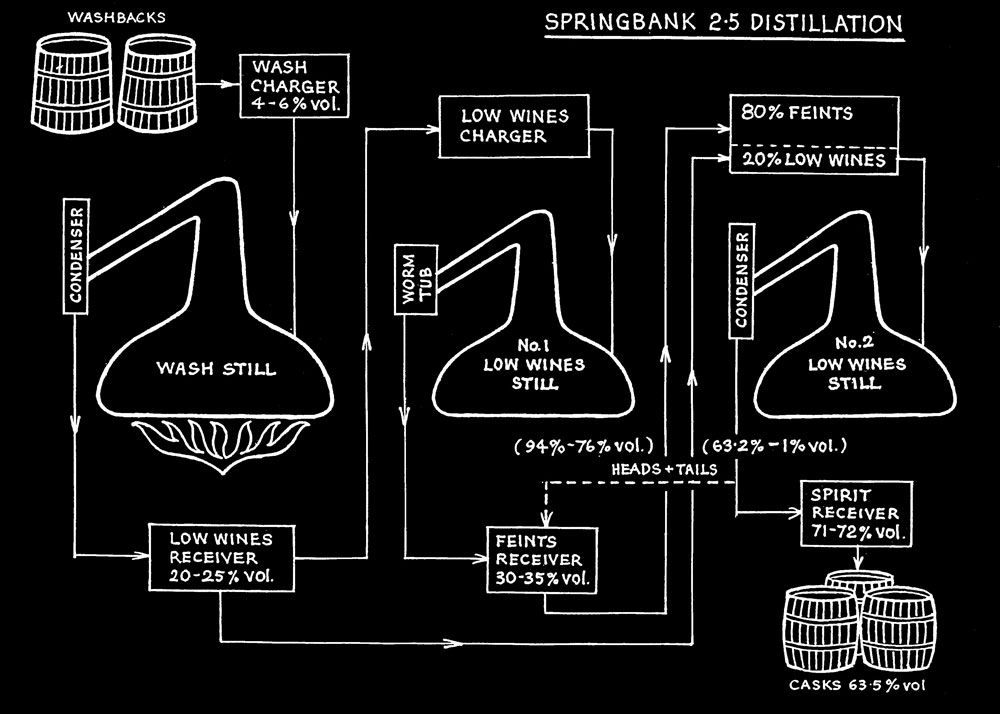 WASHBACKS
SPRINGBANK 2·5 DISTILLATION
WASH
CHARGER
4-6% vol.
LOW WINES
CHARGER
80% FEINTS
20% LOW WINES
CONDENSER
WORM
TUB
CONDENSER
WASH STILL
No.1
LOW WINES
STILL
No.2
LOW WINES
STILL
(94%-76% vol.)
(63·2%-1% vol.)
HEADS + TAILS
LOW WINES
RECEIVER
20-25% vol.
FEINTS
RECEIVER
30-35% vol.
SPIRIT
RECEIVER
71-72% vol.
CASKS 63·5% vol